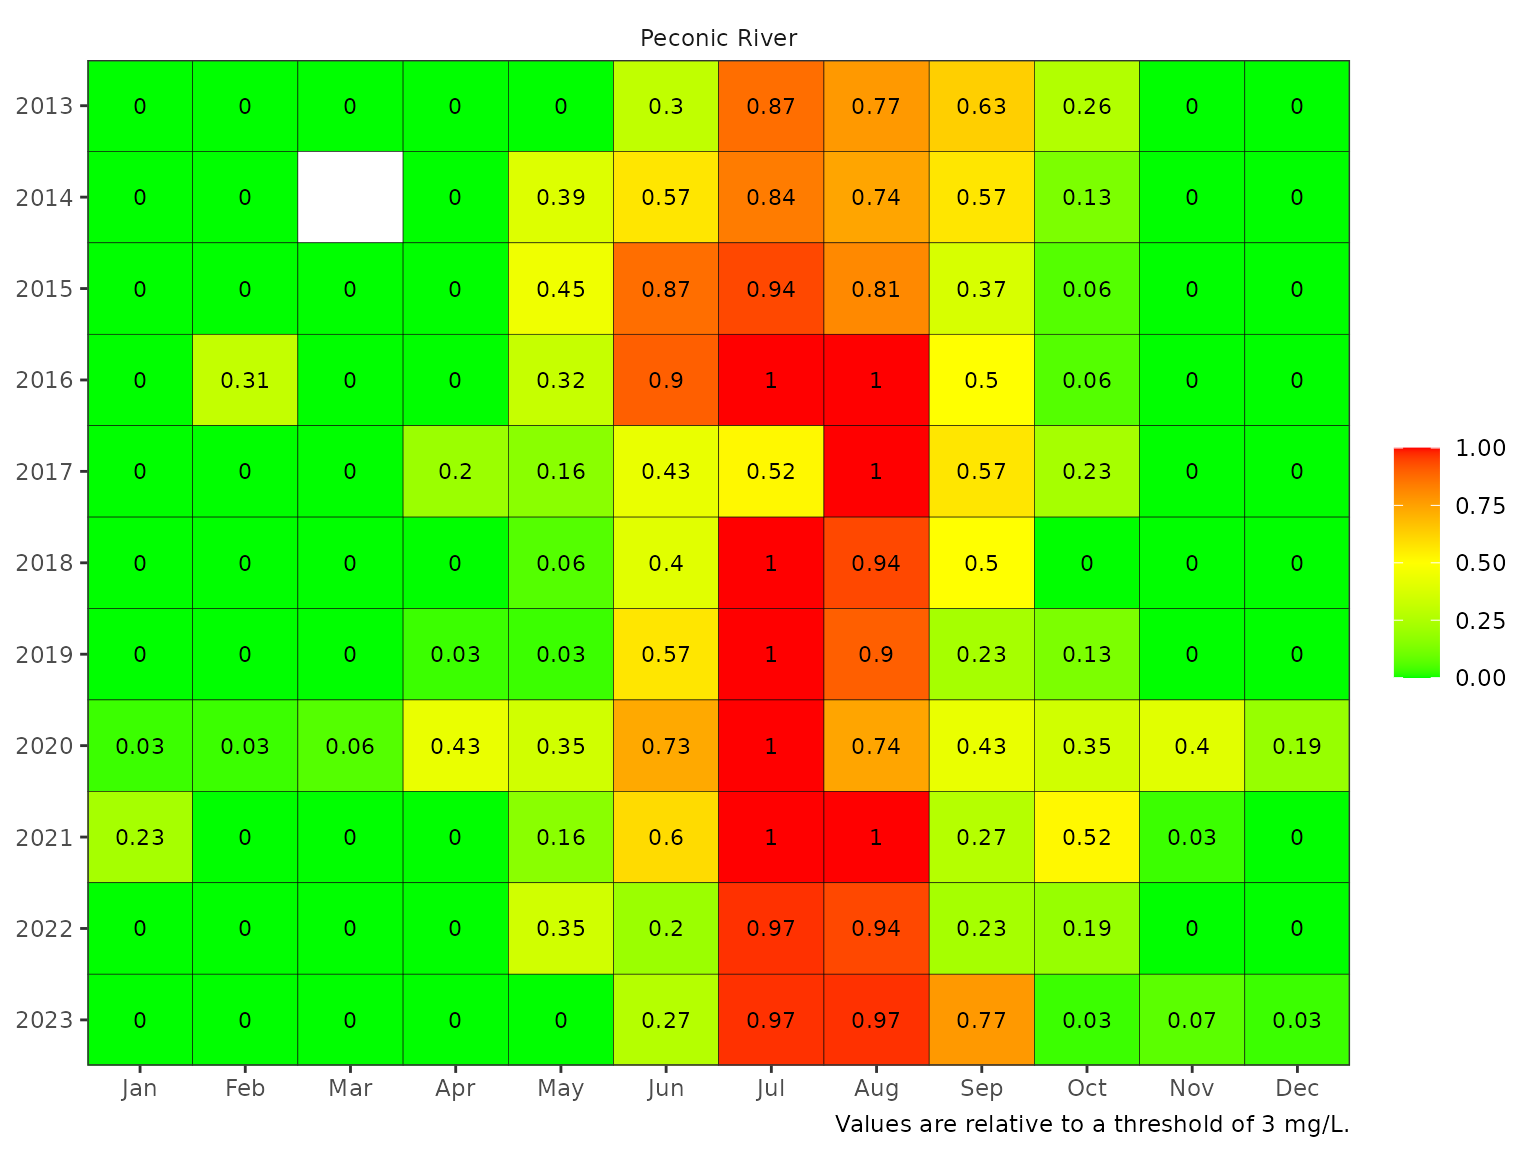 Peconic River
2013 0 0 0 0 0 0.3 0.87 0.77 0.63 0.26 0 0
2014 0 0 0 0.39 0.57 0.84 0.74 0.57 0.13 0 0
2015 0 0 0 0 0.45 0.87 0.94 0.81 0.37 0.06 0 0
2016 0 0.31 0 0 0.32 0.9 1 1 0.5 0.06 0 0
2017 0 0 0 0.2 0.16 0.43 0.52 1 0.57 0.23 0 0
2018 0 0 0 0 0.06 0.4 1 0.94 0.5 0 0 0
2019 0 0 0 0.03 0.03 0.57 1 0.9 0.23 0.13 0 0
2020 0.03 0.03 0.06 0.43 0.35 0.73 1 0.74 0.43 0.35 0.4 0.19
2021 0.23 0 0 0 0.16 0.6 1 1 0.27 0.52 0.03 0
2022 0 0 0 0 0.35 0.2 0.97 0.94 0.23 0.19 0 0
2023 0 0 0 0 0 0.27 0.97 0.97 0.77 0.03 0.07 0.03
Jan Feb Mar Apr May Jun Jul Aug Sep Oct Nov Dec
Values are relative to a threshold of 3 mg/L.
1.00
0.75
0.50
0.25
0.00